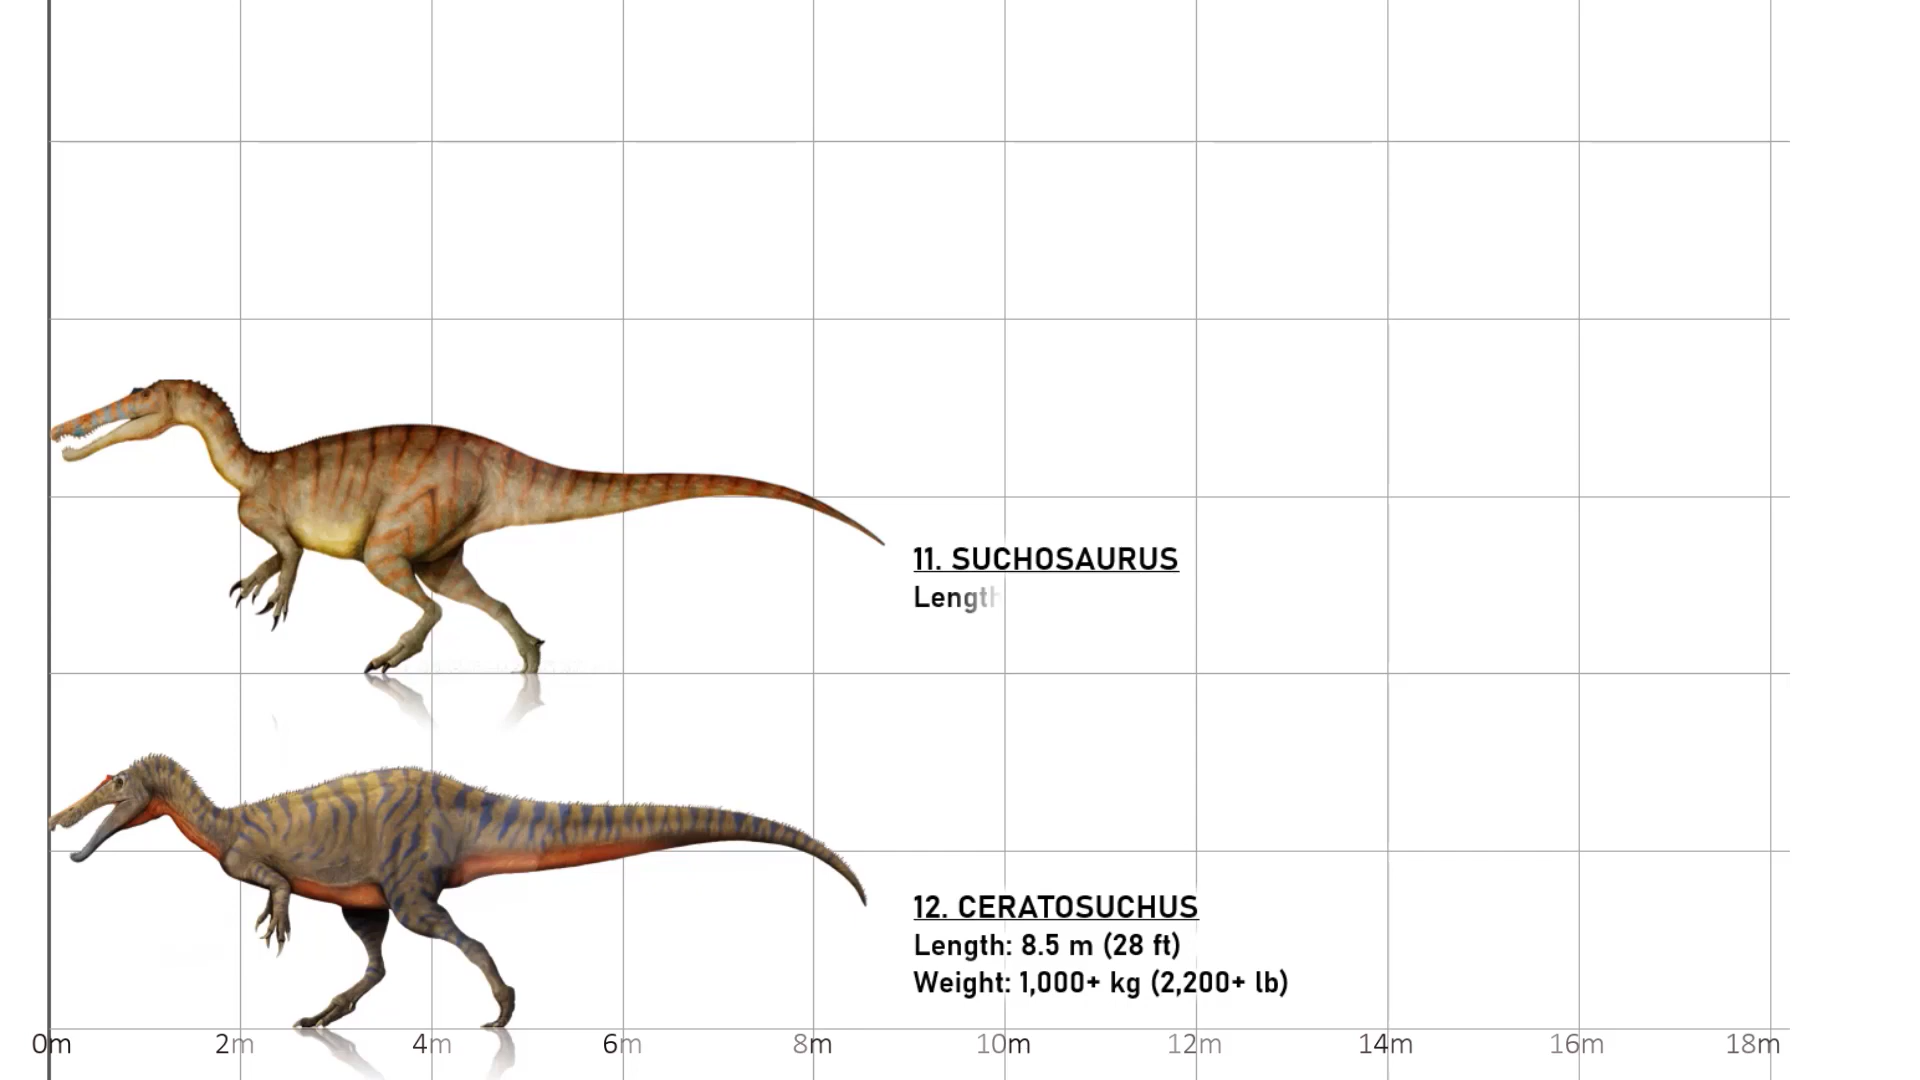 11. SUCHOSAURUS
Length
12. CERATOSUCHUS
Length: 8.5 m (28 ft)
Weight: 1,000+ kg (2,200+ lb)
0m 2m 4m 6m 8m 10m 12m 14m 16m 18m